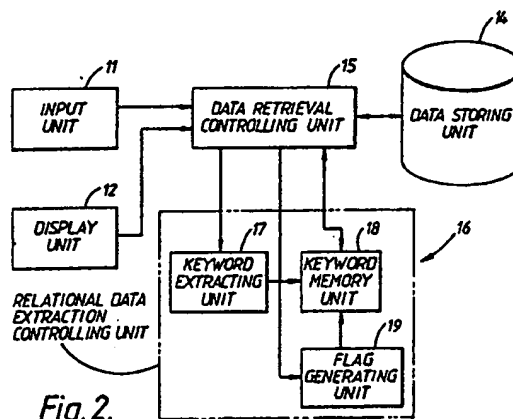 11
INPUT
UNIT
15
DATA RETRIEVAL
CONTROLLING UNIT
14
DATA STORING
UNIT
12
DISPLAY
UNIT
16
17
KEYWORD
EXTRACTING
UNIT
18
KEYWORD
MEMORY
UNIT
RELATIONAL DATA
EXTRACTION
CONTROLLING UNIT
19
FLAG
GENERATING
UNIT
Fig. 2.